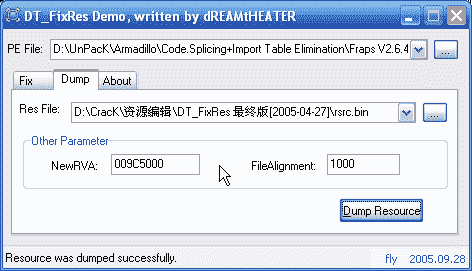 DT_FixRes Demo, written by dREAMtHEATER
PE File: D:\UnPacK\Armadillo\Code.Splicing+Import Table Elimination\Fraps V2.6.4 ...
Fix Dump About
Res File: D:\CracK\资源编辑\DT_FixRes 最终版[2005-04-27]\rsrc.bin ...
Other Parameter
NewRVA: 009C5000 FileAlignment: 1000
Dump Resource
Resource was dumped successfully. fly 2005.09.28